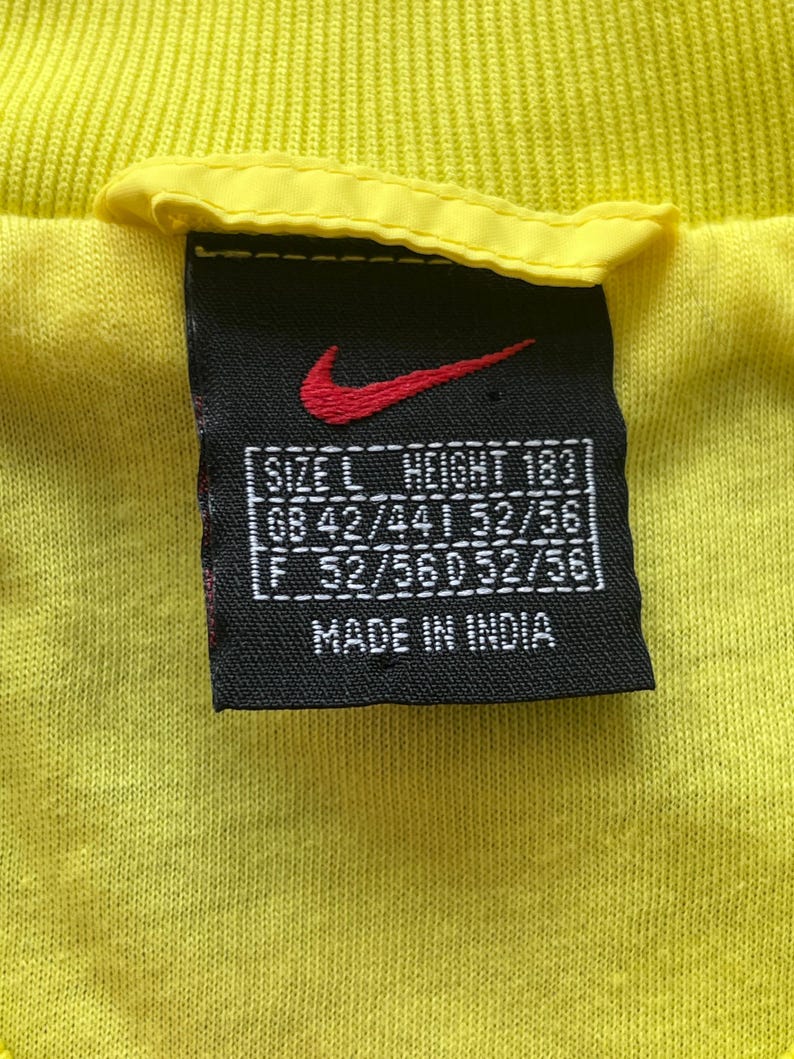 SIZE L HEIGHT 183
GB 42/44 I 52/56
F 52/56 D 52/56
MADE IN INDIA